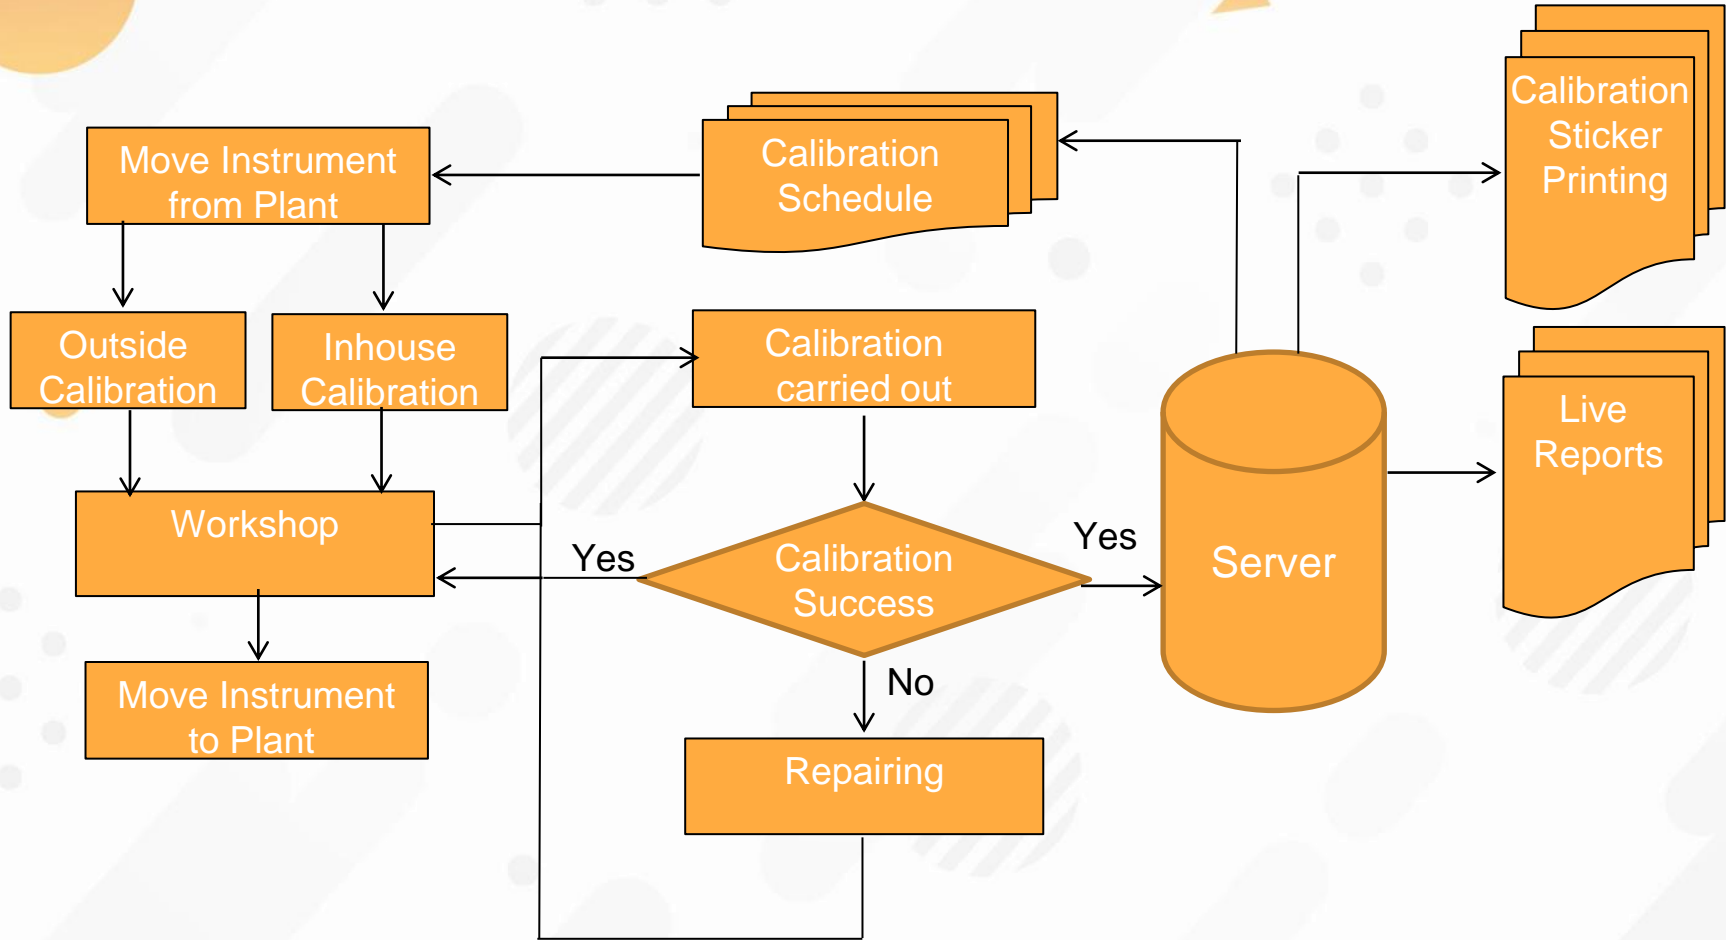 Calibration
Sticker
Printing
Move Instrument
from Plant
Calibration
Schedule
Outside
Calibration
Inhouse
Calibration
Calibration
carried out
Live
Reports
Workshop
Yes
Calibration
Success
Yes
Server
Move Instrument
to Plant
No
Repairing